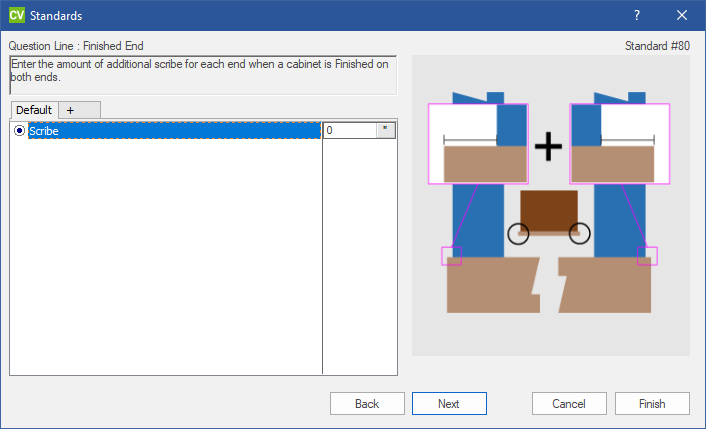 CV Standards ?
Question Line : Finished End Standard #80
Enter the amount of additional scribe for each end when a cabinet is Finished on
both ends.
Default +
Scribe 0 "
Back Next Cancel Finish